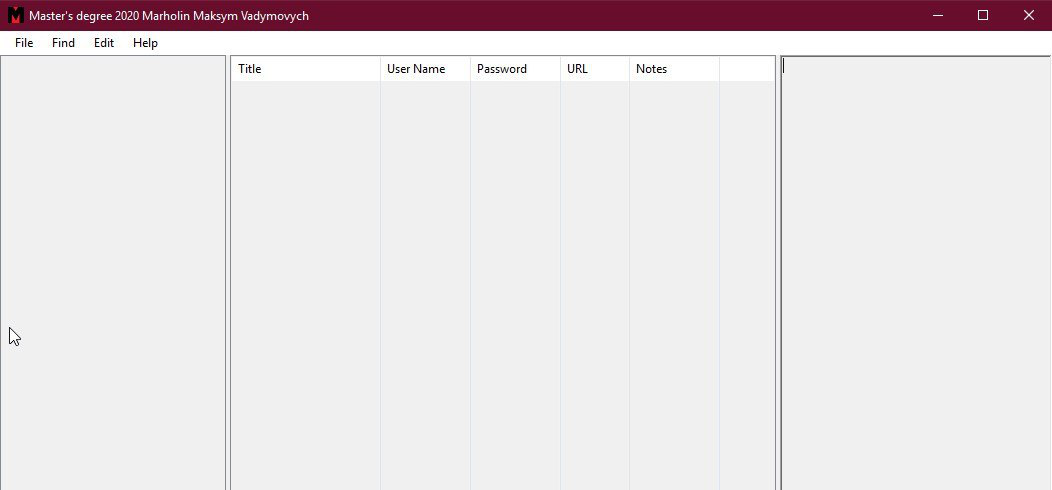 Master's degree 2020 Marholin Maksym Vadymovych
File Find Edit Help
Title User Name Password URL Notes